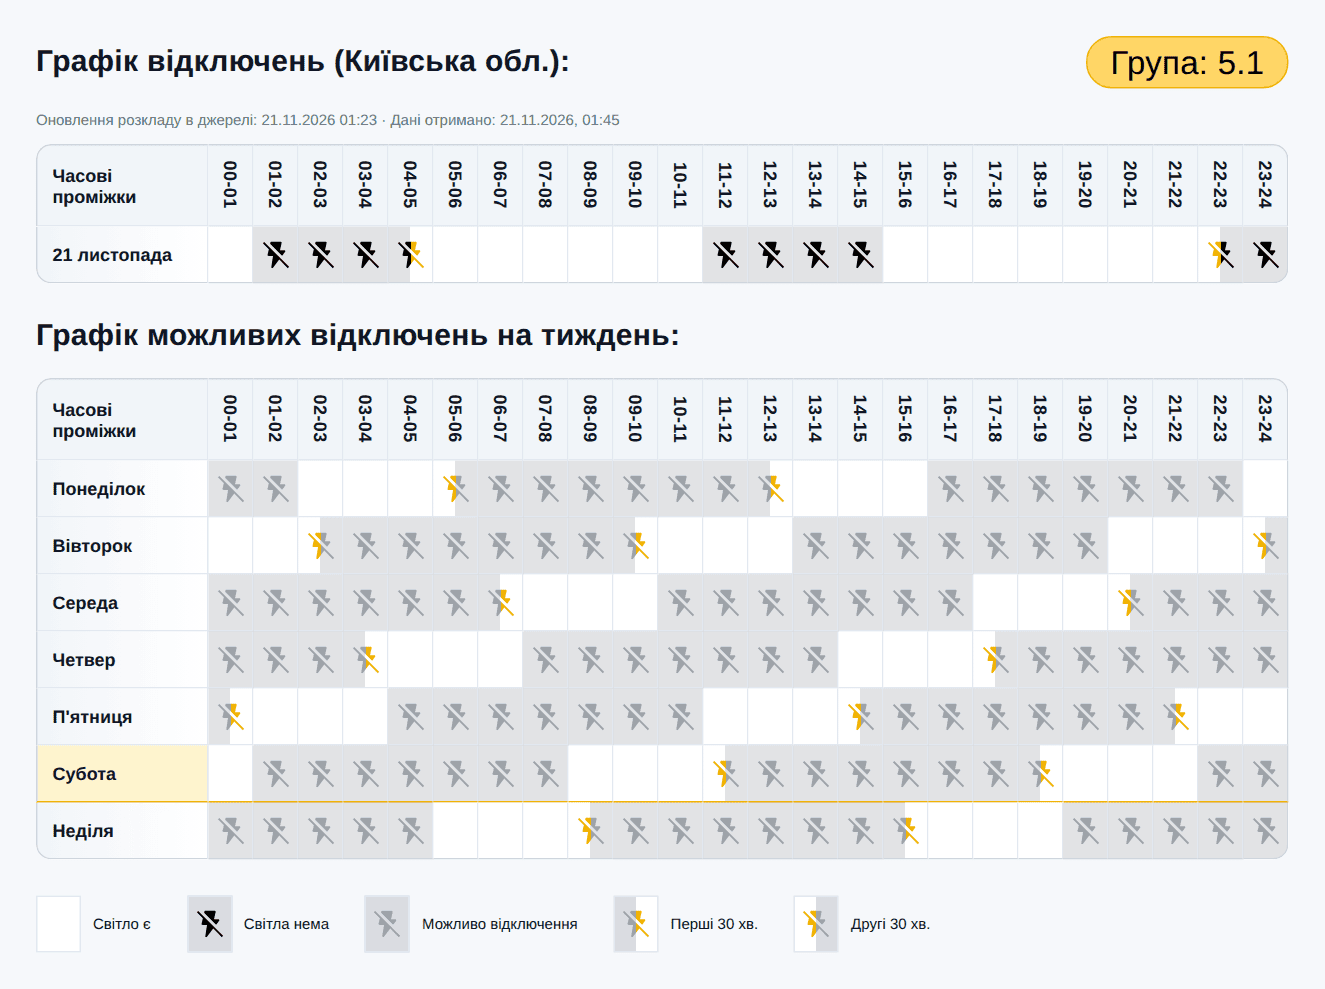 Графік відключень (Київська обл.):
Група: 5.1
Оновлення розкладу в джерелі: 21.11.2026 01:23 · Дані отримано: 21.11.2026, 01:45
Часові
проміжки
00-01 01-02 02-03 03-04 04-05 05-06 06-07 07-08 08-09 09-10 10-11 11-12 12-13 13-14 14-15 15-16 16-17 17-18 18-19 19-20 20-21 21-22 22-23 23-24
21 листопада
Графік можливих відключень на тиждень:
Часові
проміжки
00-01 01-02 02-03 03-04 04-05 05-06 06-07 07-08 08-09 09-10 10-11 11-12 12-13 13-14 14-15 15-16 16-17 17-18 18-19 19-20 20-21 21-22 22-23 23-24
Понеділок
Вівторок
Середа
Четвер
П'ятниця
Субота
Неділя
Світло є
Світла нема
Можливо відключення
Перші 30 хв.
Другі 30 хв.